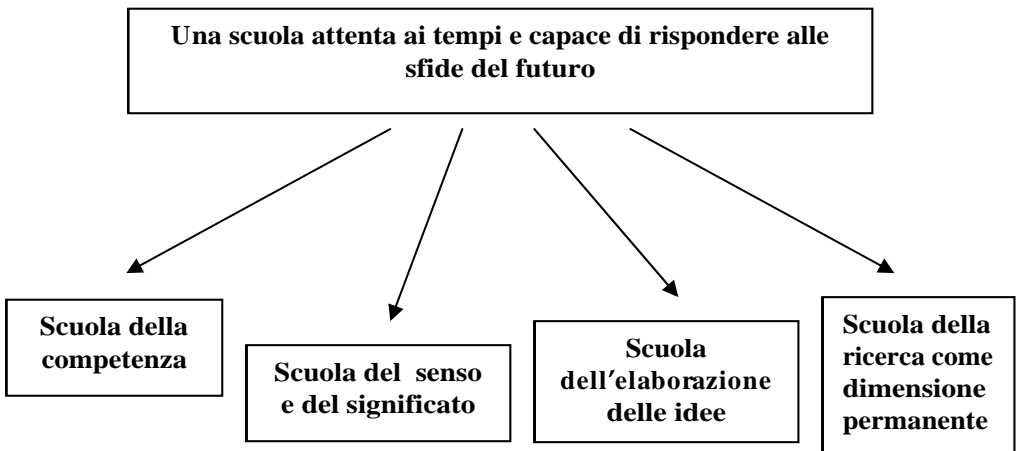 Una scuola attenta ai tempi e capace di rispondere alle
sfide del futuro
Scuola della
competenza
Scuola del senso
e del significato
Scuola
dell'elaborazione
delle idee
Scuola della
ricerca come
dimensione
permanente